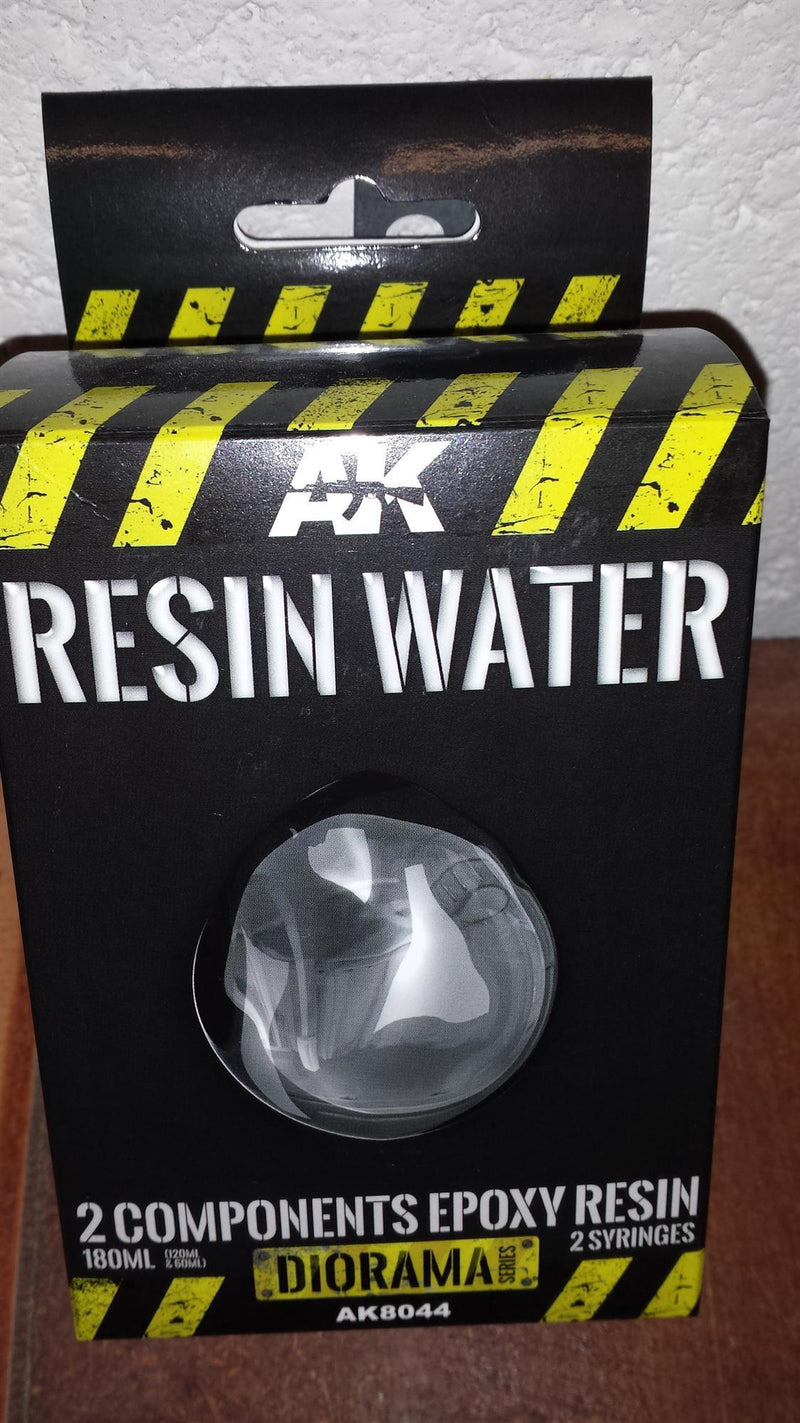 AK
RESIN WATER
2 COMPONENTS EPOXY RESIN
180ML (120ML & 60ML)
2 SYRINGES
DIORAMA SERIES
AK8044